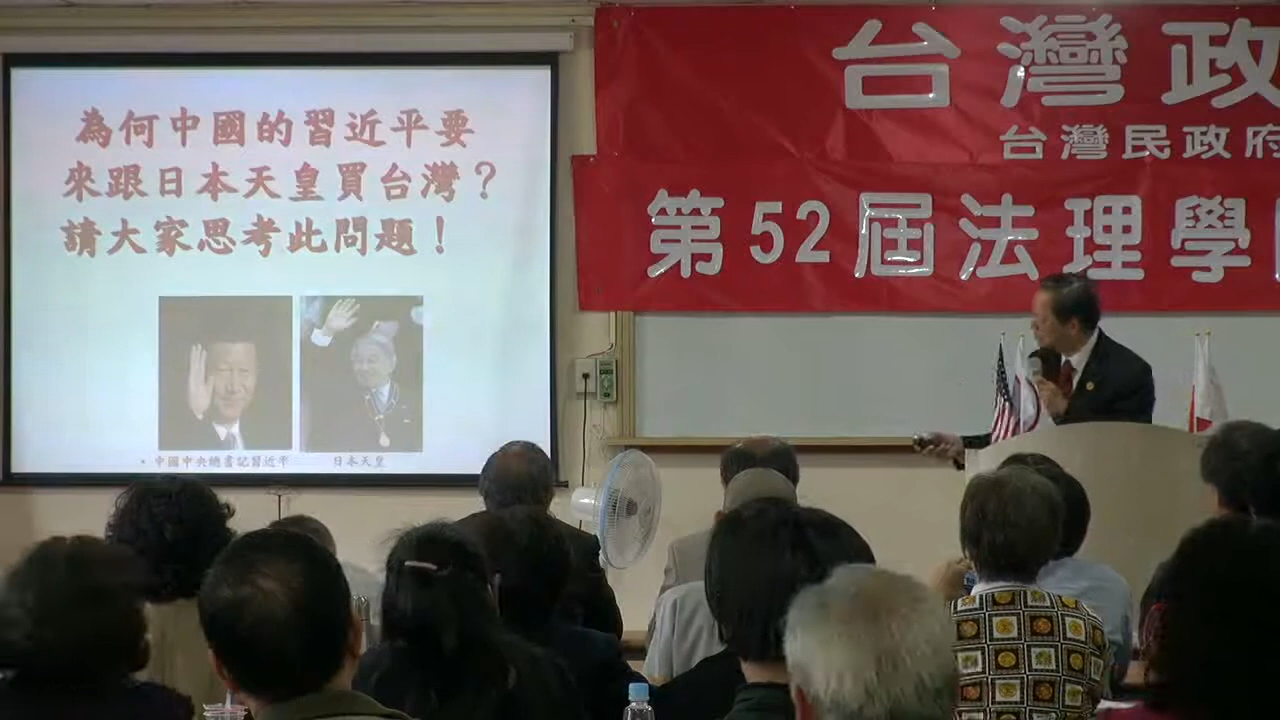 為何中國的習近平要
來跟日本天皇買台灣？
請大家思考此問題！
• 中國中央總書記習近平
日本天皇
台灣政
台灣民政府
第52屆法理學